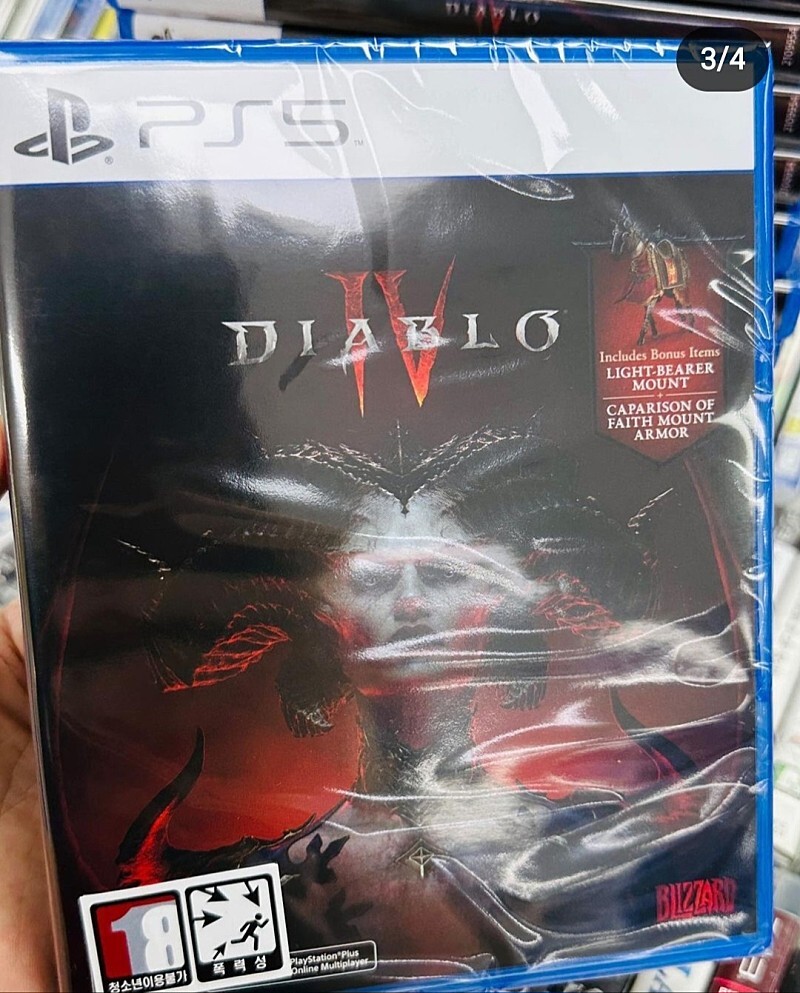 DIABLO
3/4
PS5
DIABLO
IV
Includes Bonus Items
LIGHT-BEARER
MOUNT
CAPARISON OF
FAITH MOUNT
ARMOR
BLIZZARD
18
청소년이용불가
폭력성
PlayStation®Plus
Online Multiplayer